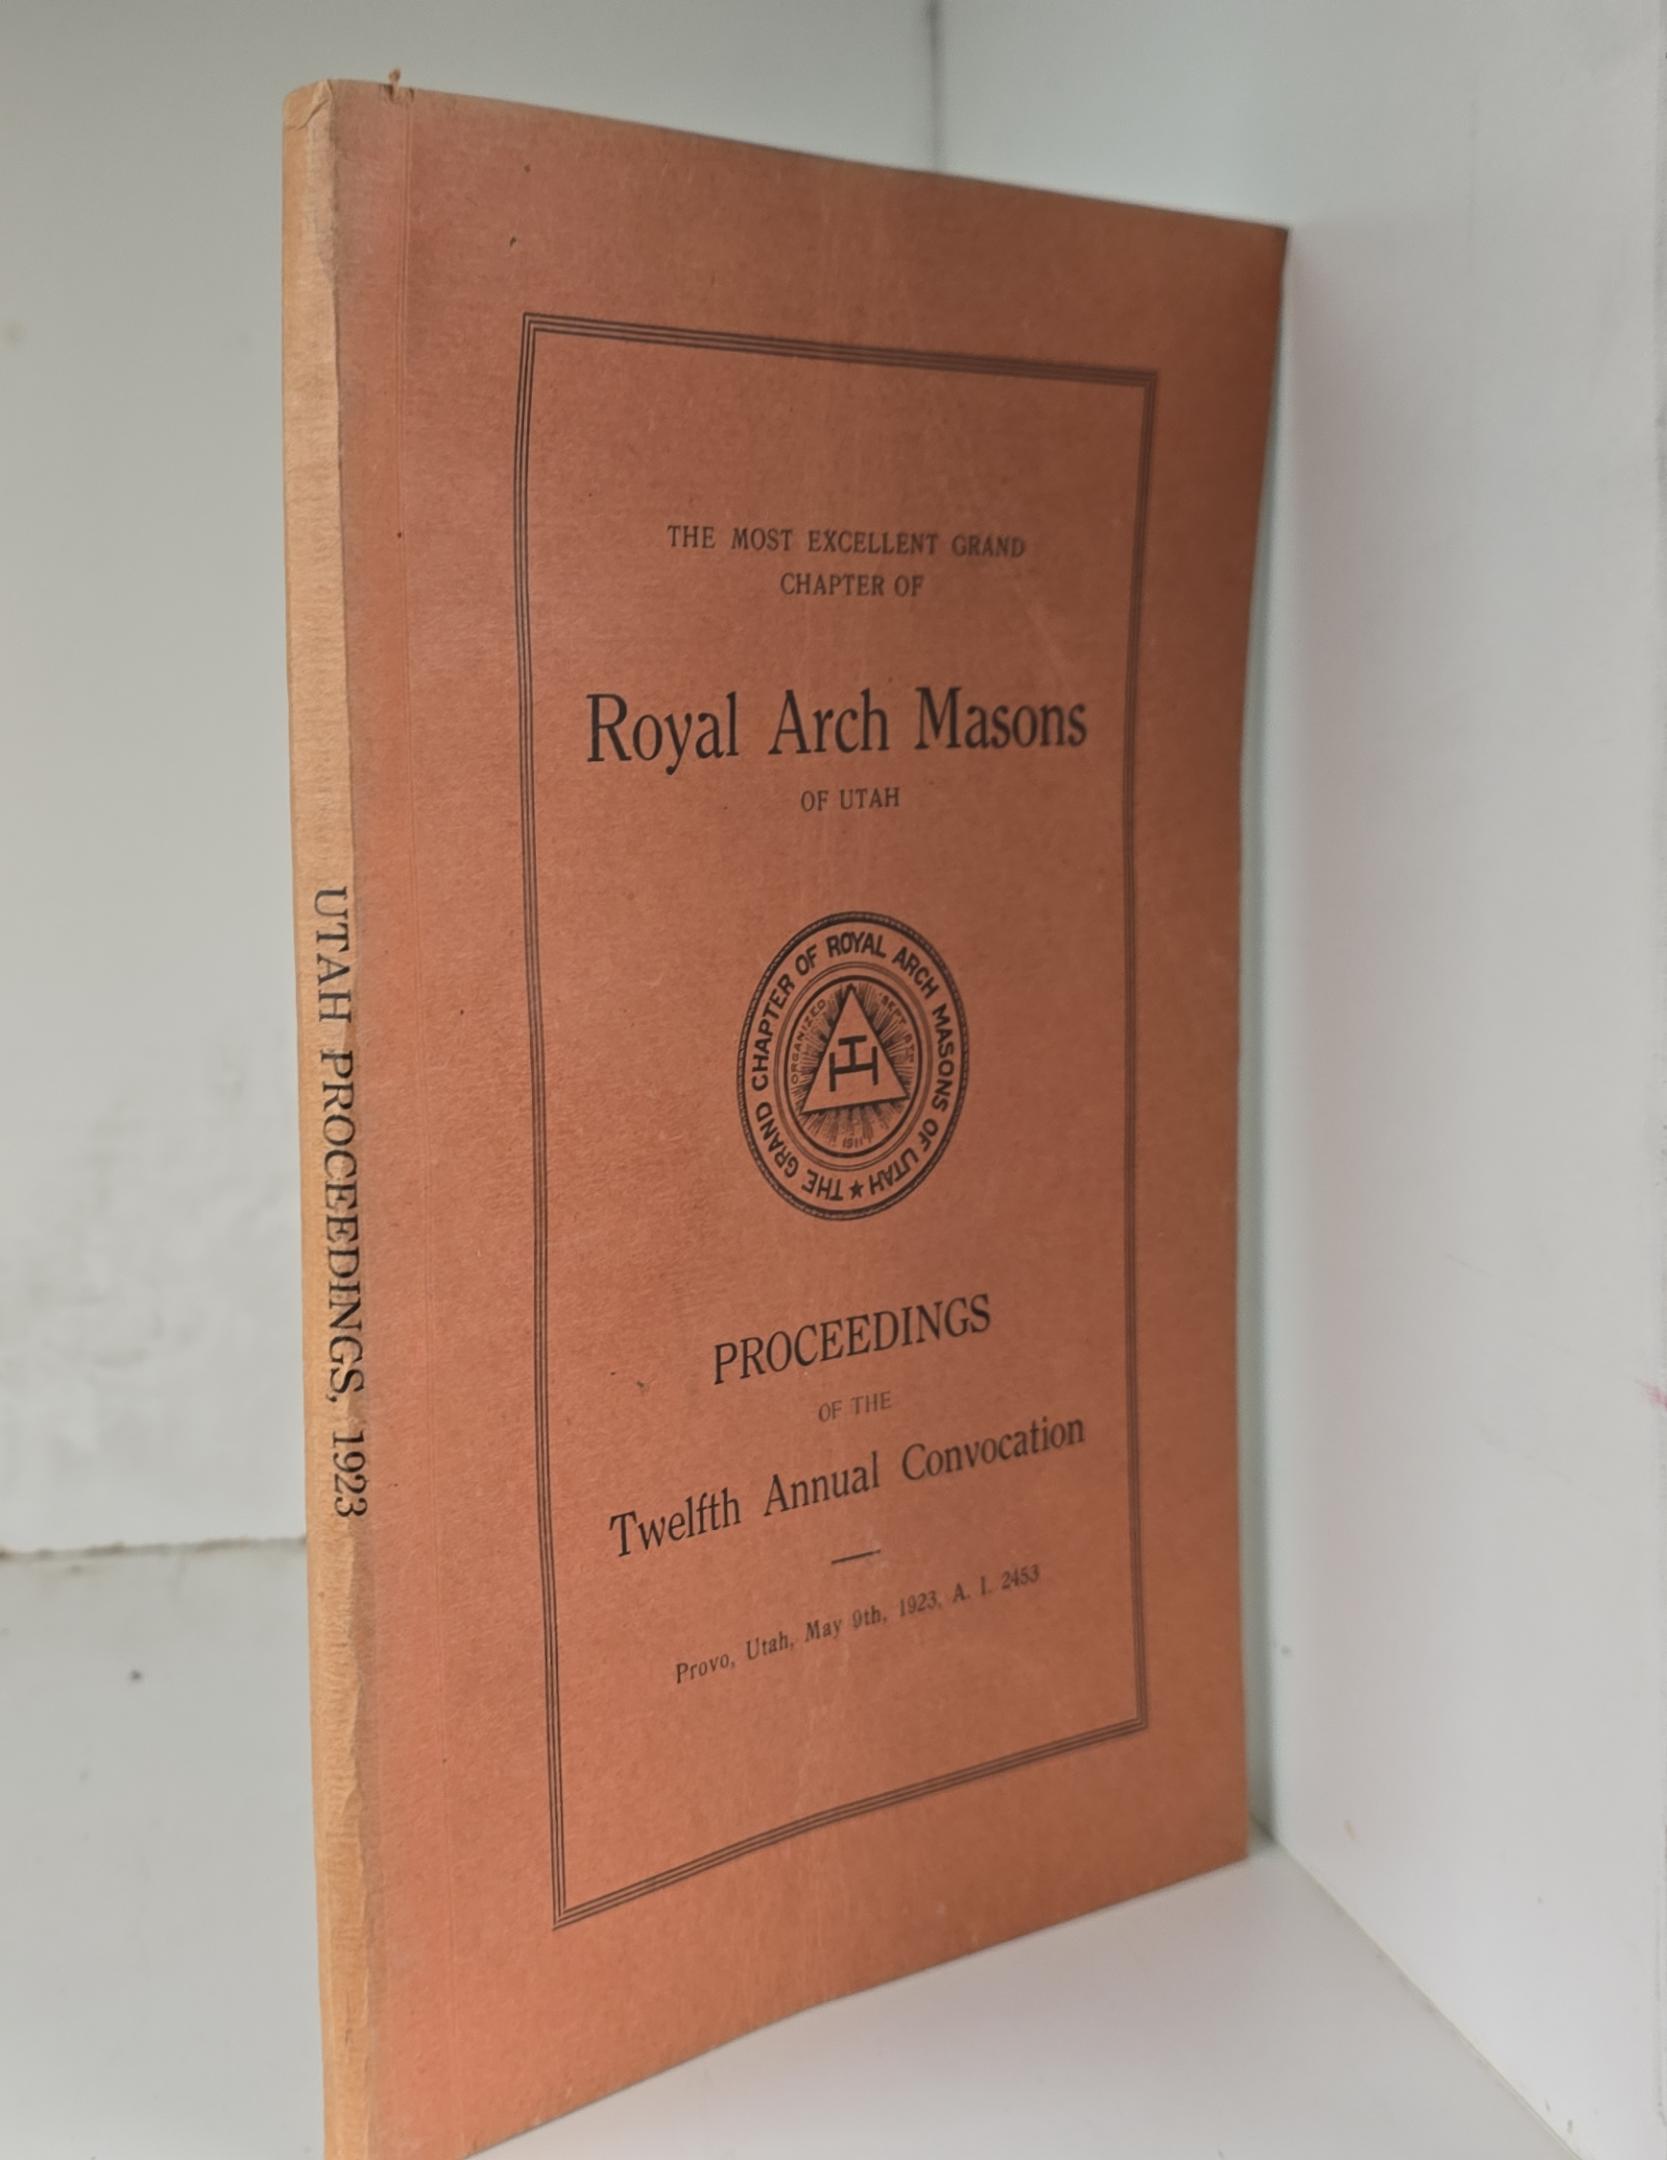 THE MOST EXCELLENT GRAND
CHAPTER OF
Royal Arch Masons
OF UTAH
THE GRAND CHAPTER OF ROYAL ARCH MASONS OF UTAH ★
ORGANIZED SEPT 1911
PROCEEDINGS
OF THE
Twelfth Annual Convocation
Provo, Utah, May 9th, 1923, A. I. 2453
UTAH PROCEEDINGS, 1923